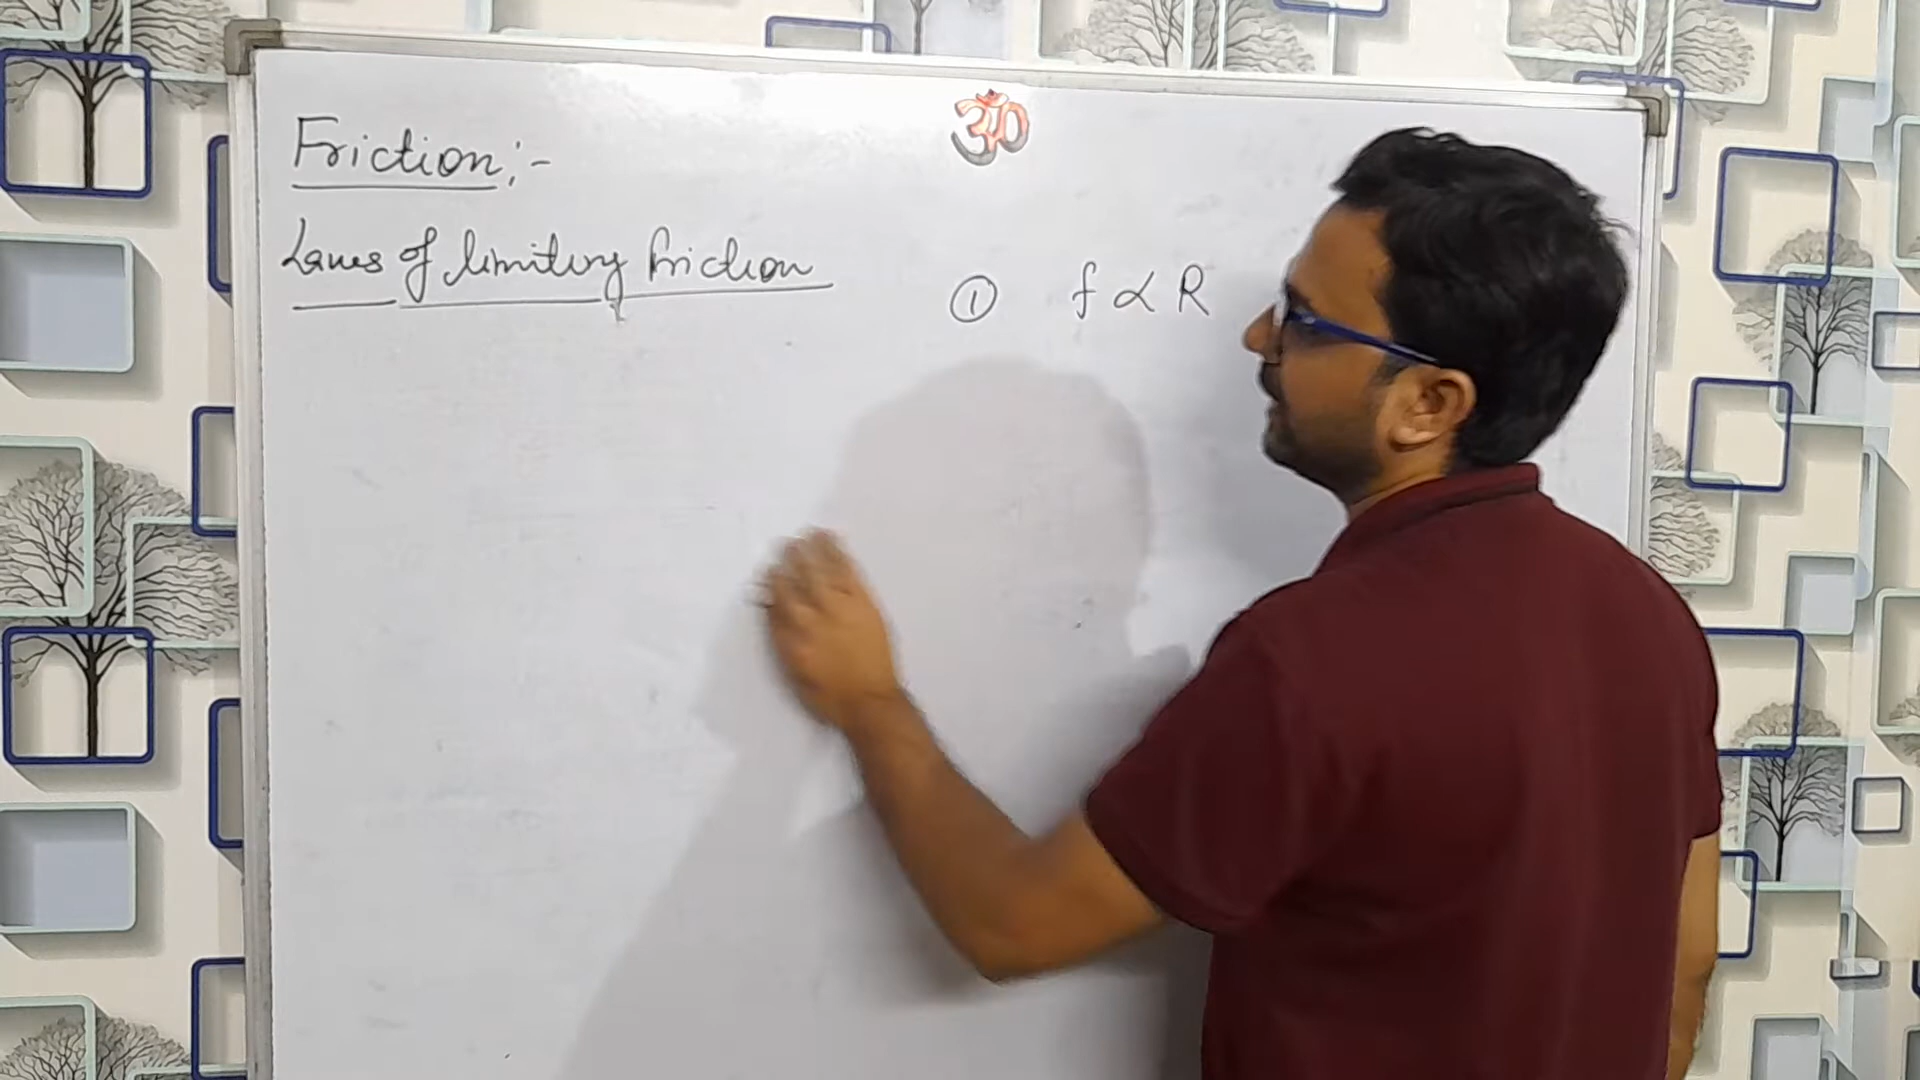 ॐ
Friction:-
Laws of limiting friction
① f ∝ R